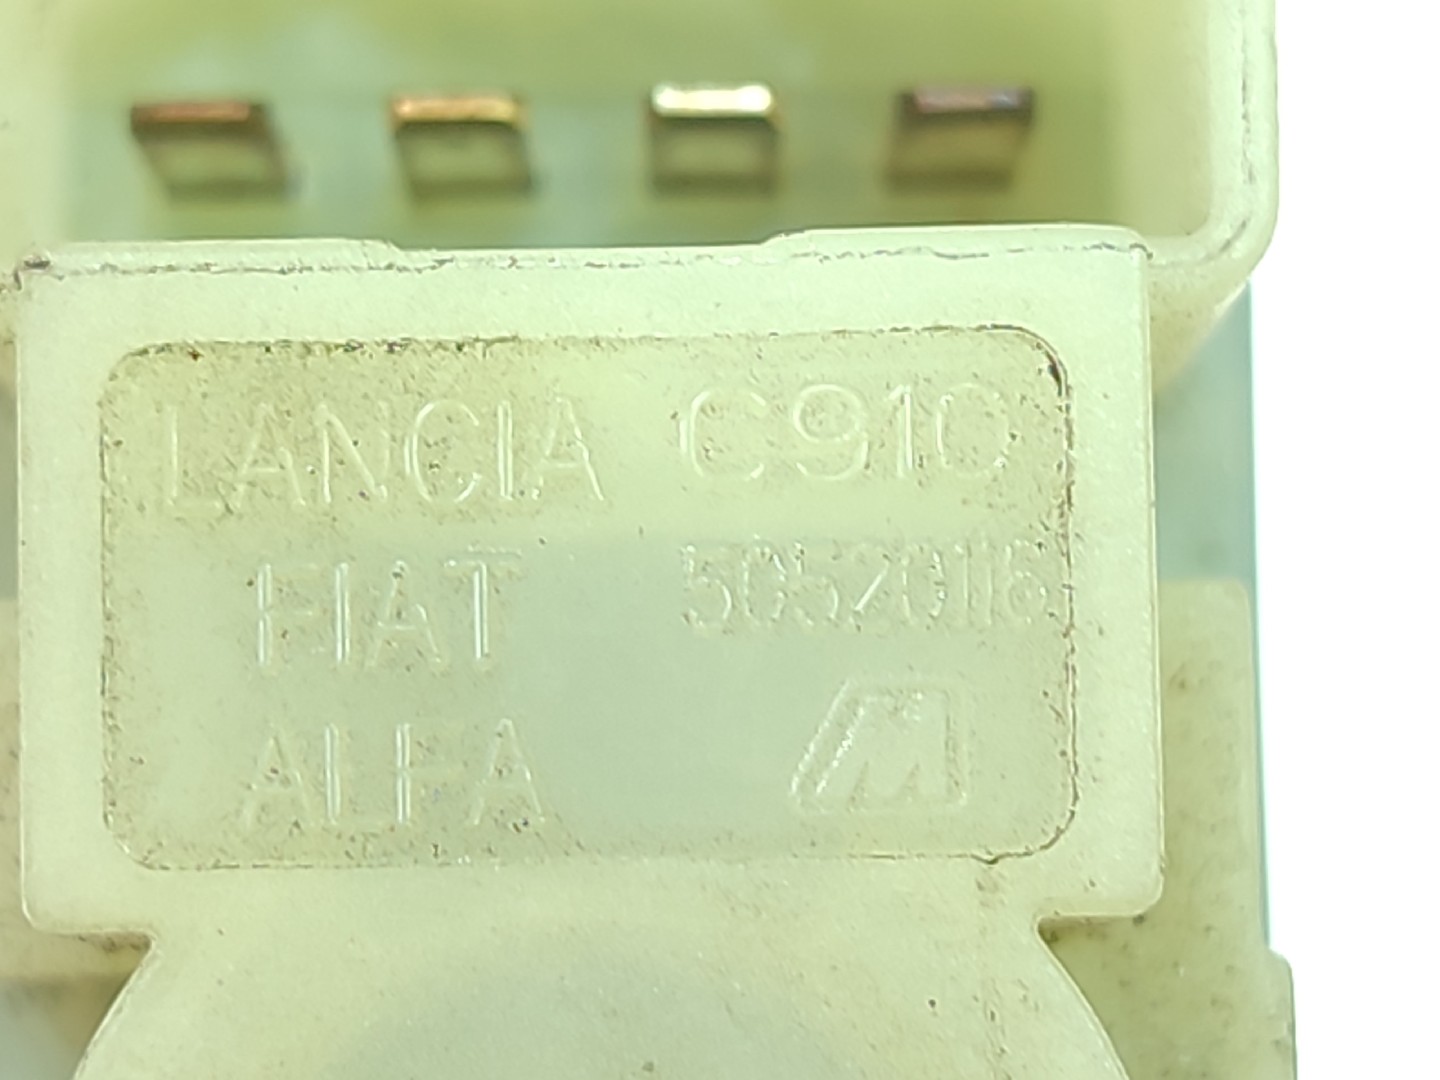 LANCIA C910
FIAT 50520116
ALFA M